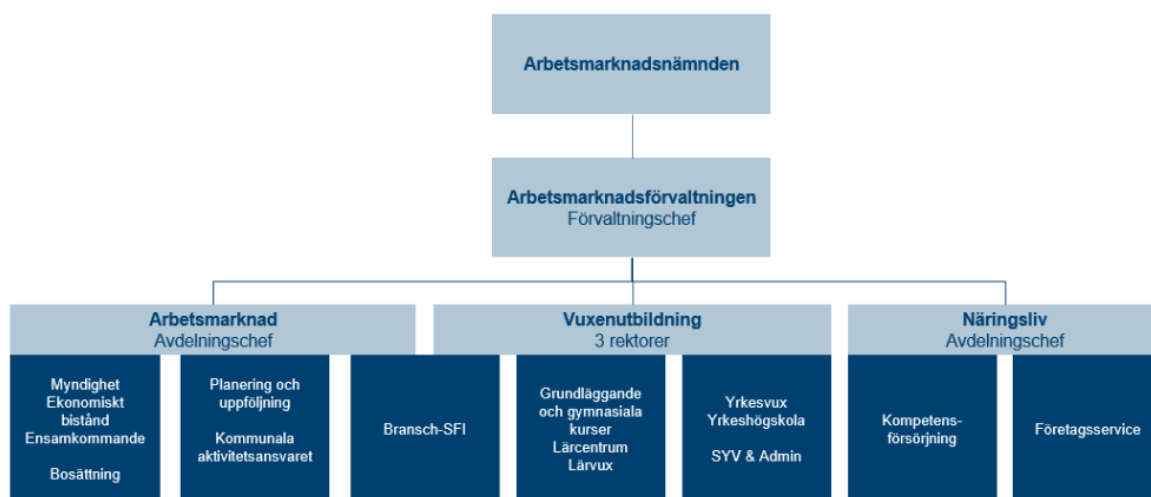 Arbetsmarknadsnämnden
Arbetsmarknadsförvaltningen
Förvaltningschef
Arbetsmarknad
Avdelningschef
Vuxenutbildning
3 rektorer
Näringsliv
Avdelningschef
Myndighet
Ekonomiskt
bistånd
Ensamkommande
Bosättning
Planering och
uppföljning
Kommunala
aktivitetsansvaret
Bransch-SFI
Grundläggande
och gymnasiala
kurser
Lärcentrum
Lärvux
Yrkesvux
Yrkeshögskola
SYV & Admin
Kompetens-
försörjning
Företagsservice